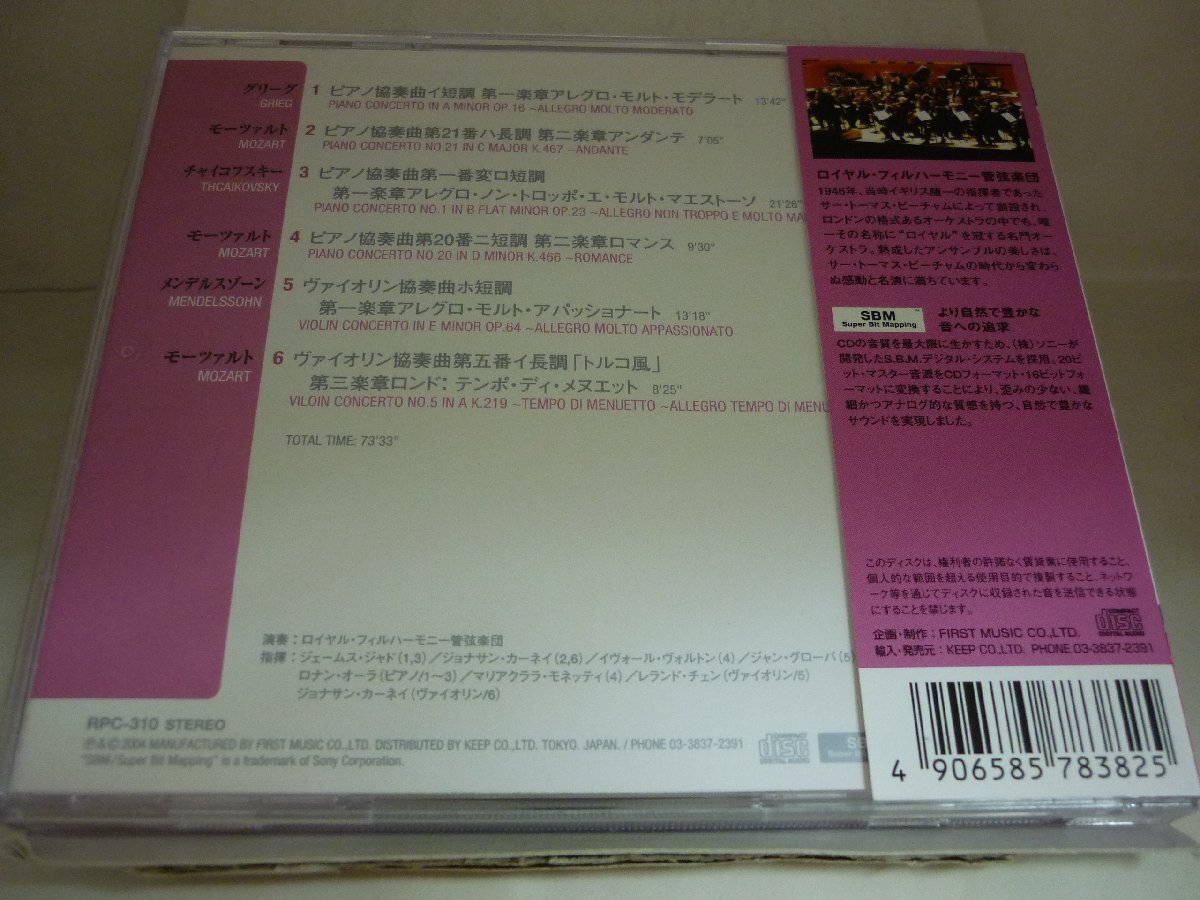 グリーグ
GRIEG
1 ピアノ協奏曲イ短調 第一楽章アレグロ・モルト・モデラート 13'42"
PIANO CONCERTO IN A MINOR OP.16 ~ALLEGRO MOLTO MODERATO
モーツァルト
MOZART
2 ピアノ協奏曲第21番ハ長調 第二楽章アンダンテ 7'05"
PIANO CONCERTO NO.21 IN C MAJOR K.467 ~ANDANTE
チャイコフスキー
THCAIKOVSKY
3 ピアノ協奏曲第一番変ロ短調
第一楽章アレグロ・ノン・トロッポ・エ・モルト・マエストーソ 21'26"
PIANO CONCERTO NO.1 IN B FLAT MINOR OP.23 ~ALLEGRO NON TROPPO E MOLTO MA
モーツァルト
MOZART
4 ピアノ協奏曲第20番ニ短調 第二楽章ロマンス 9'30"
PIANO CONCERTO NO.20 IN D MINOR K.466 ~ROMANCE
メンデルスゾーン
MENDELSSOHN
5 ヴァイオリン協奏曲ホ短調
第一楽章アレグロ・モルト・アパッショナート 13'18"
VIOLIN CONCERTO IN E MINOR OP.64 ~ALLEGRO MOLTO APPASSIONATO
モーツァルト
MOZART
6 ヴァイオリン協奏曲第五番イ長調「トルコ風」
第三楽章ロンド: テンポ・ディ・メヌエット 8'25"
VILOIN CONCERTO NO.5 IN A K.219 ~TEMPO DI MENUETTO ~ALLEGRO TEMPO DI MENU
TOTAL TIME: 73'33"
演奏：ロイヤル・フィルハーモニー管弦楽団
指揮：ジェームス・ジャド(1,3)／ジョナサン・カーネイ(2,6)／イヴォール・ヴォルトン(4)／ジャン・グローバ(5)
ロナン・オーラ(ピアノ/1~3)／マリアクララ・モネッティ(4)／レランド・チェン(ヴァイオリン/5)
ジョナサン・カーネイ(ヴァイオリン/6)
RPC-310 STEREO
Ⓟ&© 2004 MANUFACTURED BY FIRST MUSIC CO.,LTD. DISTRIBUTED BY KEEP CO.,LTD. TOKYO. JAPAN. / PHONE 03-3837-2391
"SBM/Super Bit Mapping" is a trademark of Sony Corporation.
COMPACT
disc
DIGITAL AUDIO
ロイヤル・フィルハーモニー管弦楽団
1946年、当時イギリス随一の指揮者であった
サー・トーマス・ビーチャムによって創設され、
ロンドンの格式あるオーケストラの中でも、唯
一その名称に"ロイヤル"を冠する名門オー
ケストラ。熟成したアンサンブルの美しさは、
サー・トーマス・ビーチャムの時代から変わら
ぬ感動と名演に満ちています。
SBM
Super Bit Mapping
より自然で豊かな
音への追求
CDの音質を最大限に生かすため、(株)ソニーが
開発したS.B.M.デジタル・システムを採用。20ビ
ット・マスター音源をCDフォーマット・16ビットフォ
ーマットに変換することにより、歪みの少ない、繊
細かつアナログ的な質感を持つ、自然で豊かな
サウンドを実現しました。
このディスクは、権利者の許諾なく賃貸業に使用すること、
個人的な範囲を超える使用目的で複製すること、ネットワ
ーク等を通じてディスクに収録された音を送信できる状態
にすることを禁じます。
企画・制作：FIRST MUSIC CO.,LTD.
輸入・発売元：KEEP CO.,LTD. PHONE 03-3837-2391
COMPACT
disc
DIGITAL AUDIO
4 906585 783825